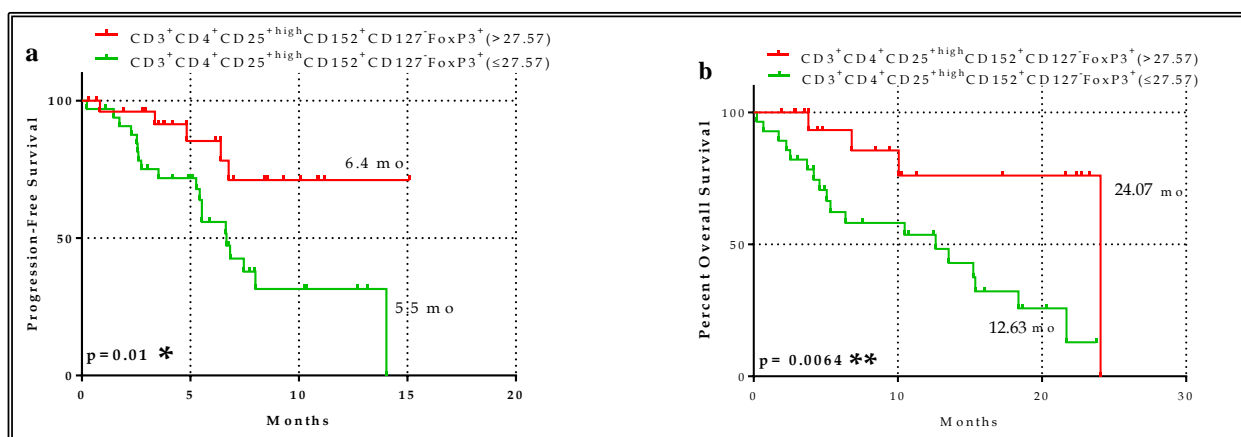 a
CD3⁺CD4⁺CD25⁺ʰⁱᵍʰCD152⁺CD127⁻FoxP3⁺(>27.57)
CD3⁺CD4⁺CD25⁺ʰⁱᵍʰCD152⁺CD127⁻FoxP3⁺(≤27.57)
Progression-Free Survival
100
50
0
6.4 mo
5.5 mo
p=0.01 *
0 5 10 15 20
Months
b
CD3⁺CD4⁺CD25⁺ʰⁱᵍʰCD152⁺CD127⁻FoxP3⁺(>27.57)
CD3⁺CD4⁺CD25⁺ʰⁱᵍʰCD152⁺CD127⁻FoxP3⁺(≤27.57)
Percent Overall Survival
100
50
0
24.07 mo
12.63 mo
p= 0.0064 **
0 10 20 30
Months